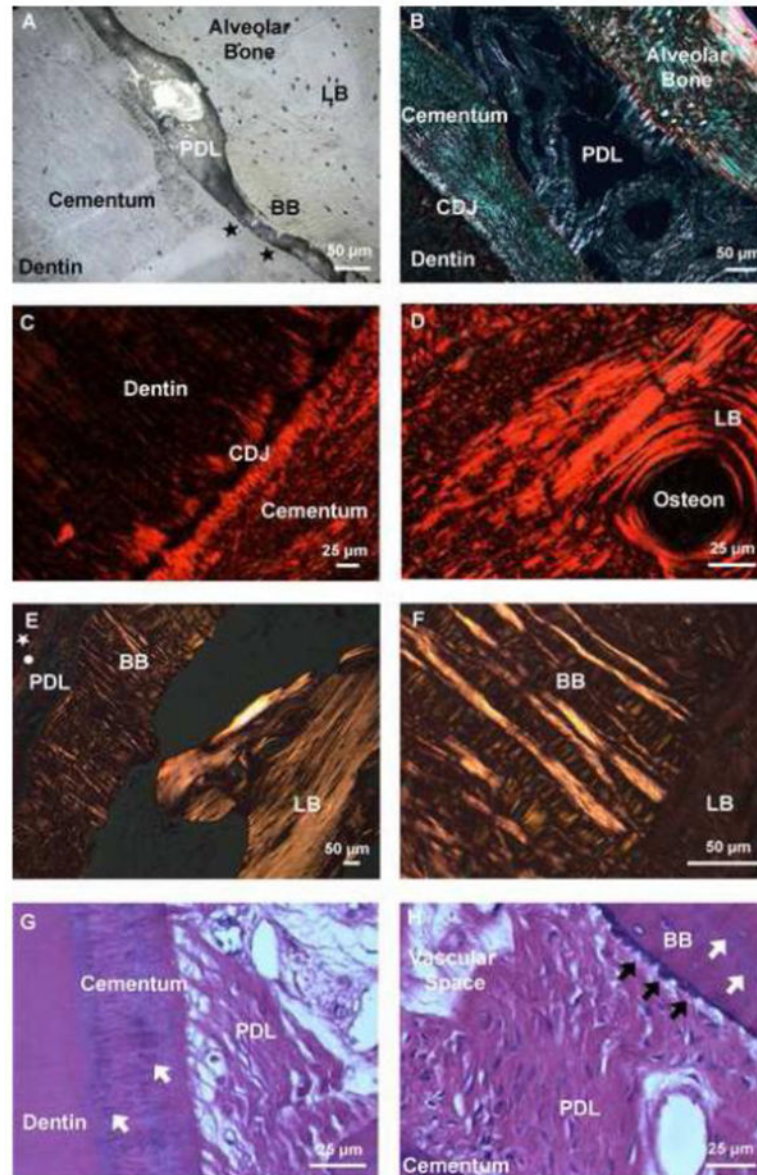 A
Alveolar
Bone
LB
PDL
Cementum
BB
Dentin
50 µm
B
Alveolar
Bone
Cementum
PDL
CDJ
Dentin
50 µm
C
Dentin
CDJ
Cementum
25 µm
D
LB
Osteon
25 µm
E
BB
PDL
LB
50 µm
F
BB
LB
50 µm
G
Cementum
PDL
Dentin
25 µm
H
BB
Vascular
Space
PDL
Cementum
25 µm